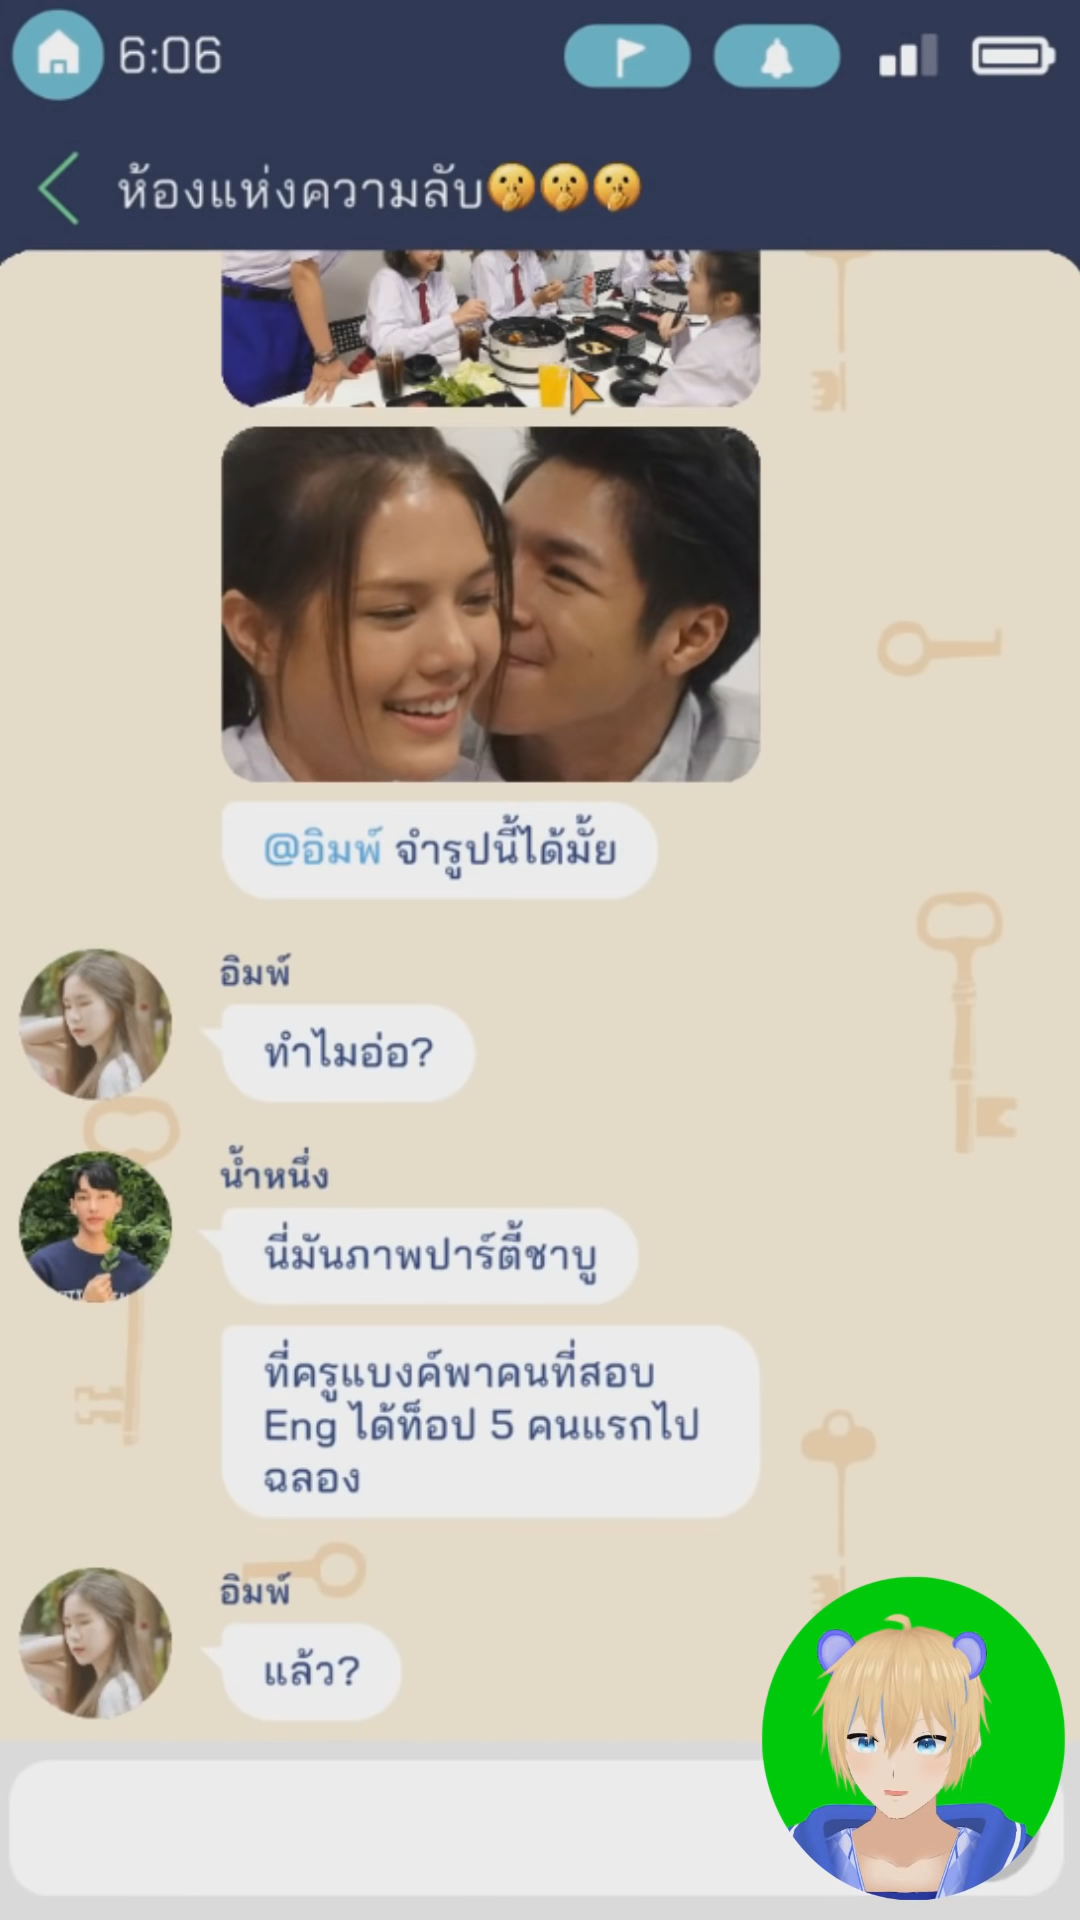 6:06
ห้องแห่งความลับ🤫🤫🤫
@อิมพ์ จำรูปนี้ได้มั้ย
อิมพ์
ทำไมอ่อ?
น้ำหนึ่ง
นี่มันภาพปาร์ตี้ชาบู
ที่ครูแบงค์พาคนที่สอบ
Eng ได้ท็อป 5 คนแรกไป
ฉลอง
อิมพ์
แล้ว?